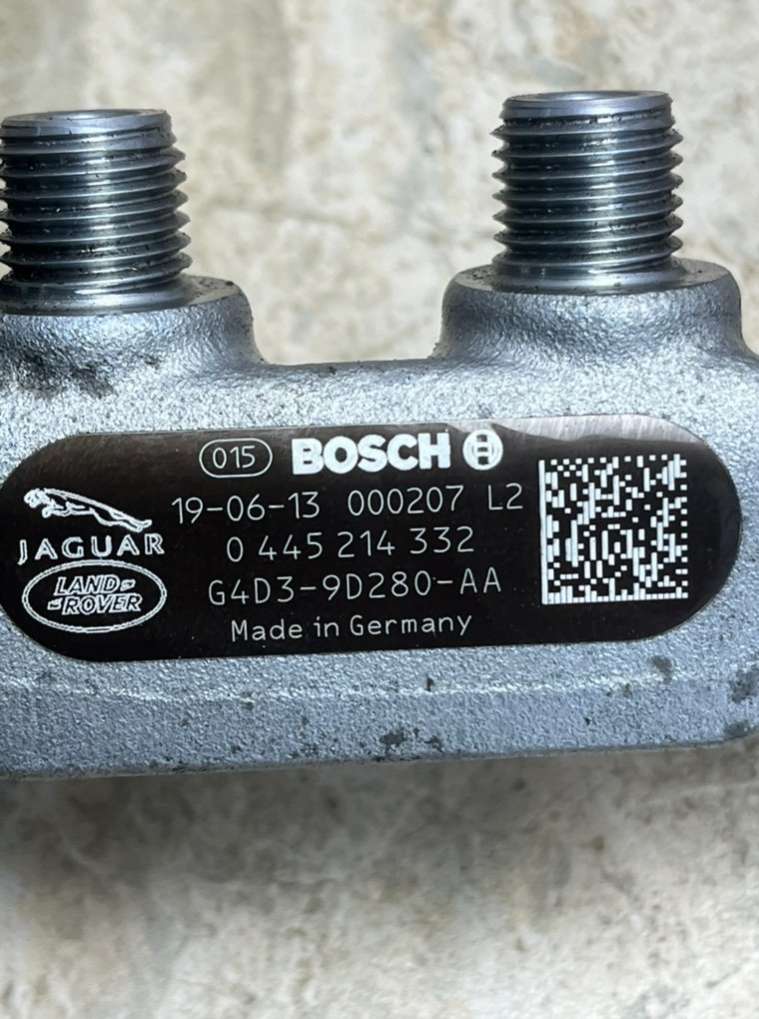 015 BOSCH
19-06-13 000207 L2
JAGUAR
0 445 214 332
LAND-
-ROVER
G4D3-9D280-AA
Made in Germany